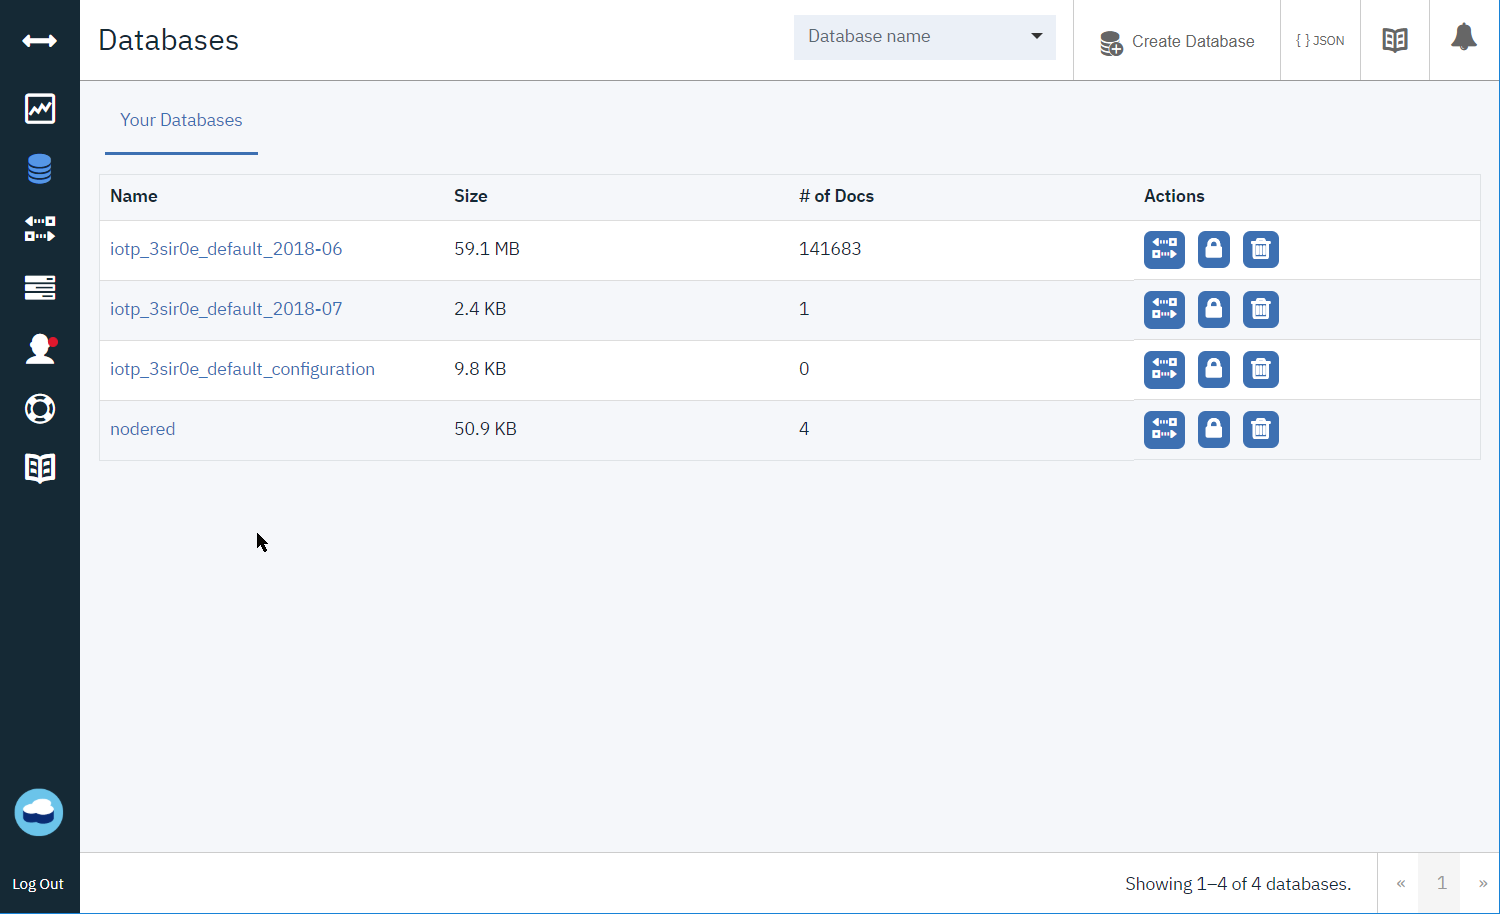 Databases
Database name
Create Database
{ } JSON
Your Databases
Name Size # of Docs Actions
iotp_3sir0e_default_2018-06 59.1 MB 141683
iotp_3sir0e_default_2018-07 2.4 KB 1
iotp_3sir0e_default_configuration 9.8 KB 0
nodered 50.9 KB 4
Log Out
Showing 1–4 of 4 databases.
« 1 »